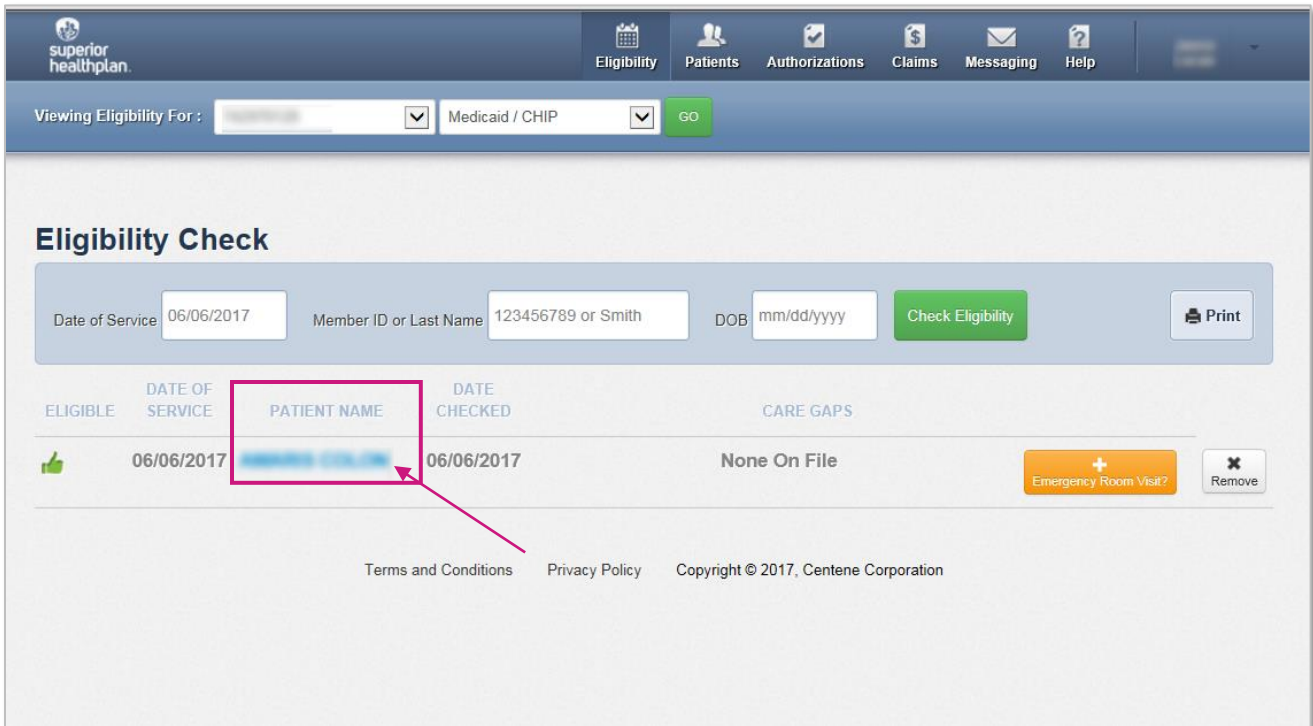 superior
healthplan.
Eligibility Patients Authorizations Claims Messaging Help
Viewing Eligibility For : Medicaid / CHIP GO
Eligibility Check
Date of Service 06/06/2017 Member ID or Last Name 123456789 or Smith DOB mm/dd/yyyy Check Eligibility Print
ELIGIBLE DATE OF SERVICE PATIENT NAME DATE CHECKED CARE GAPS
06/06/2017 06/06/2017 None On File Emergency Room Visit? Remove
Terms and Conditions Privacy Policy Copyright © 2017, Centene Corporation